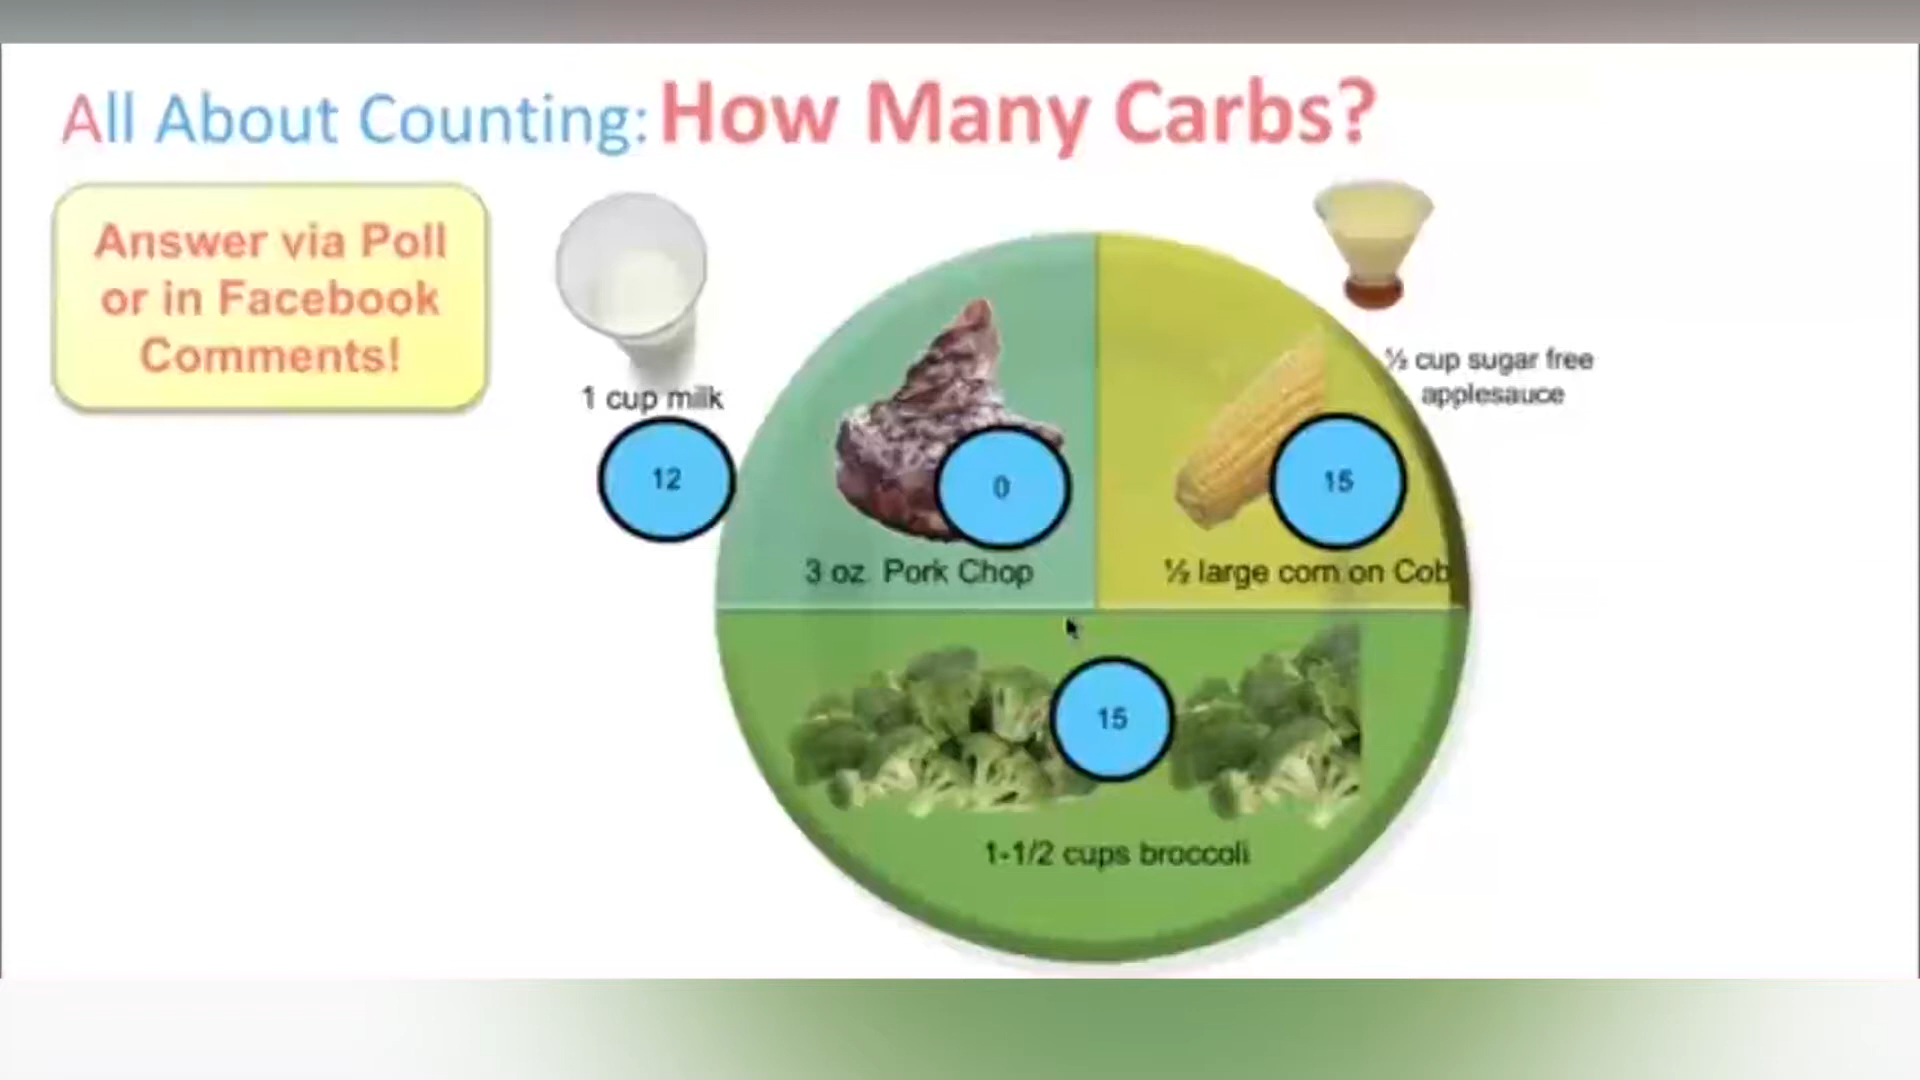 All About Counting: How Many Carbs?
Answer via Poll
or in Facebook
Comments!
1 cup milk
12
½ cup sugar free
applesauce
0
15
3 oz. Pork Chop
½ large corn on Cob
15
1-1/2 cups broccoli